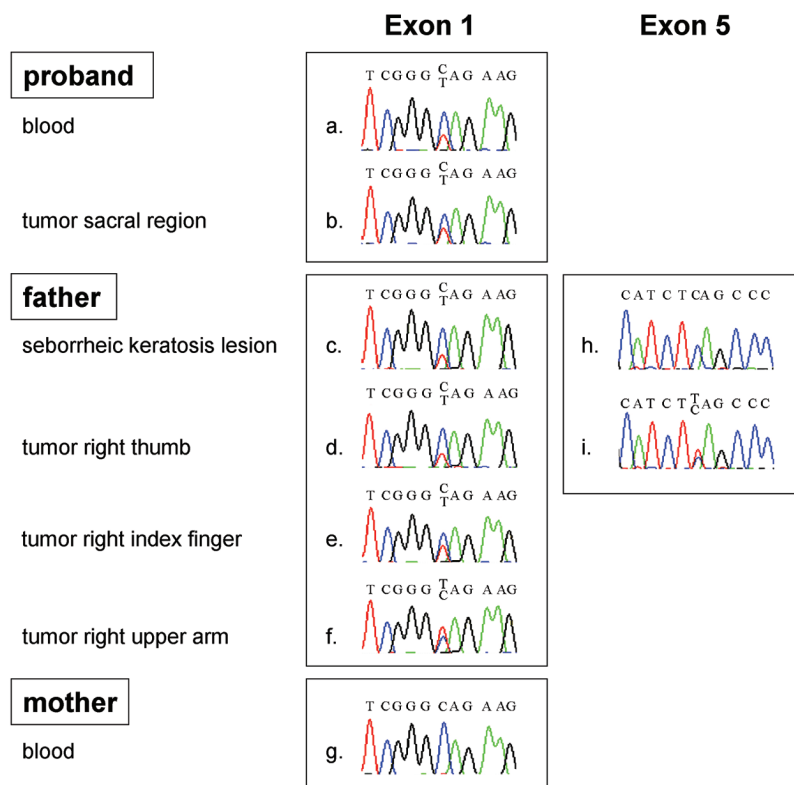 Exon 1 Exon 5
proband
T C G G G C/T A G A A G
blood a.
T C G G G C/T A G A A G
tumor sacral region b.
father
T C G G G C/T A G A A G C A T C T C A G C C C
seborrheic keratosis lesion c. h.
T C G G G C/T A G A A G C A T C T T/C A G C C C
tumor right thumb d. i.
T C G G G C/T A G A A G
tumor right index finger e.
T C G G G T/C A G A A G
tumor right upper arm f.
mother
T C G G G C A G A A G
blood g.